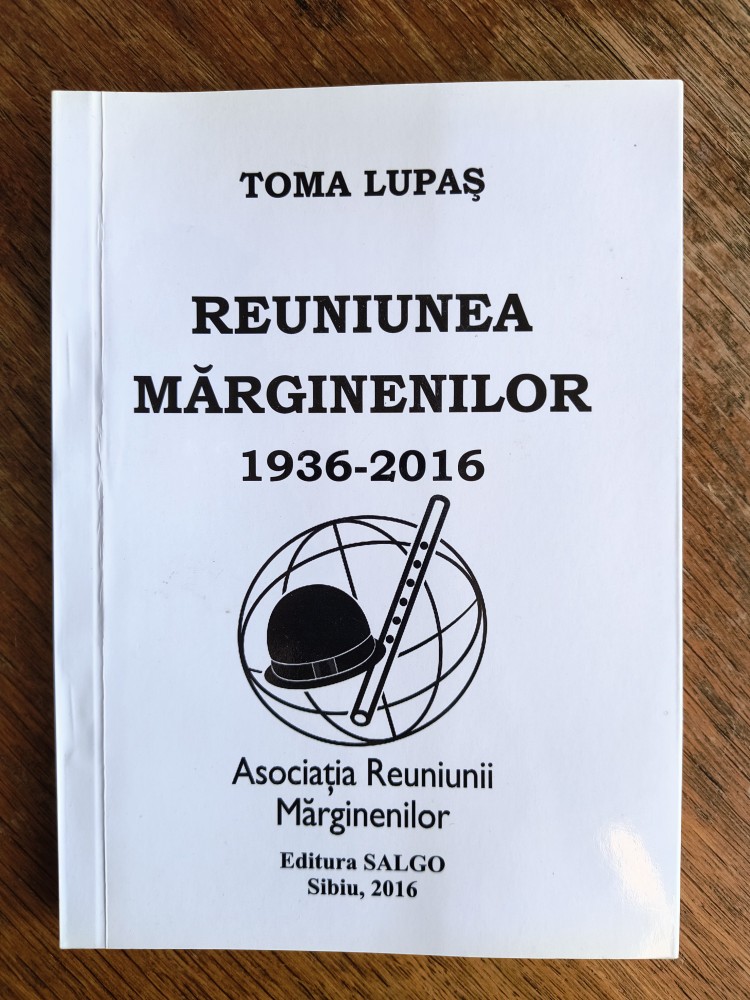 TOMA LUPAŞ
REUNIUNEA
MĂRGINENILOR
1936-2016
Asociația Reuniunii
Mărginenilor
Editura SALGO
Sibiu, 2016